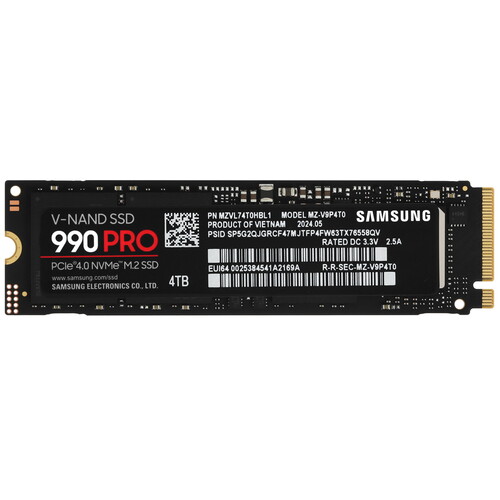 V-NAND SSD
990 PRO
PCIe® 4.0 NVMe™ M.2 SSD
www.samsung.com/ssd
SAMSUNG ELECTRONICS CO., LTD.
4TB
PN MZVL74T0HBL1 MODEL MZ-V9P4T0
PRODUCT OF VIETNAM 2024.05
PSID SP5G2QJGRCF47MJTFP4FW63TX76558QV
RATED DC 3.3V 2.5A
SAMSUNG
EUI64 0025384541A2169A R-R-SEC-MZ-V9P4T0